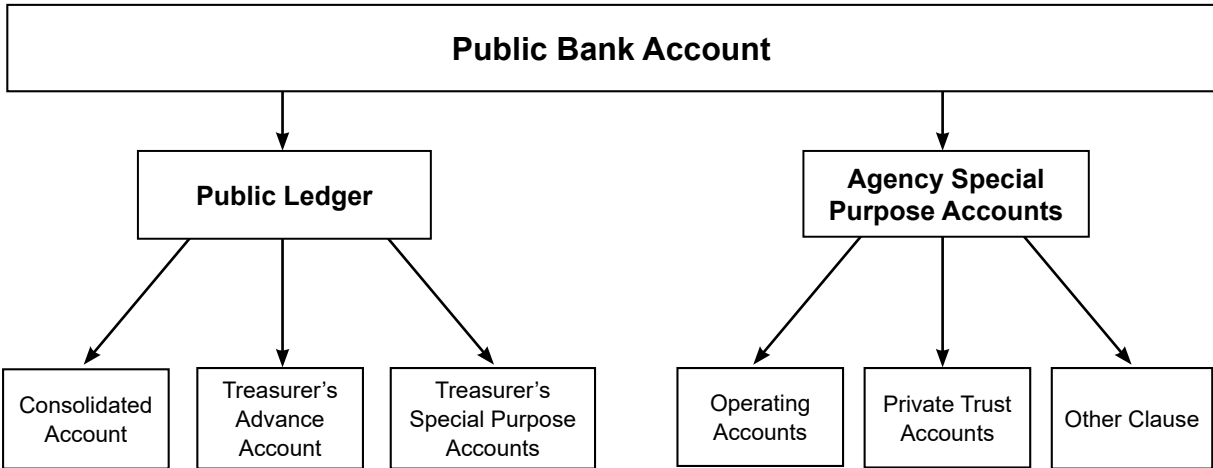 Public Bank Account
Public Ledger
Agency Special
Purpose Accounts
Consolidated
Account
Treasurer’s
Advance
Account
Treasurer’s
Special Purpose
Accounts
Operating
Accounts
Private Trust
Accounts
Other Clause